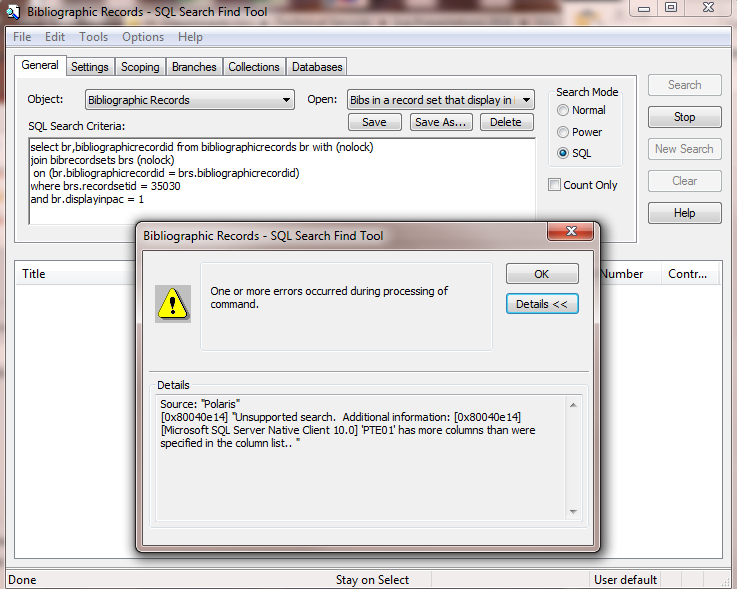 Bibliographic Records - SQL Search Find Tool
File Edit Tools Options Help
General Settings Scoping Branches Collections Databases
Object: Bibliographic Records Open: Bibs in a record set that display in
Search Mode
Normal
Power
SQL
Count Only
Search
Stop
New Search
Clear
Help
SQL Search Criteria: Save Save As... Delete
select br,bibliographicrecordid from bibliographicrecords br with (nolock)
join bibrecordsets brs (nolock)
on (br.bibliographicrecordid = brs.bibliographicrecordid)
where brs.recordsetid = 35030
and br.displayinpac = 1
Title Number Contr...
Bibliographic Records - SQL Search Find Tool
One or more errors occurred during processing of
command.
OK
Details <<
Details
Source: "Polaris"
[0x80040e14] "Unsupported search.  Additional information: [0x80040e14]
[Microsoft SQL Server Native Client 10.0] 'PTE01' has more columns than were
specified in the column list.. "
Done Stay on Select User default